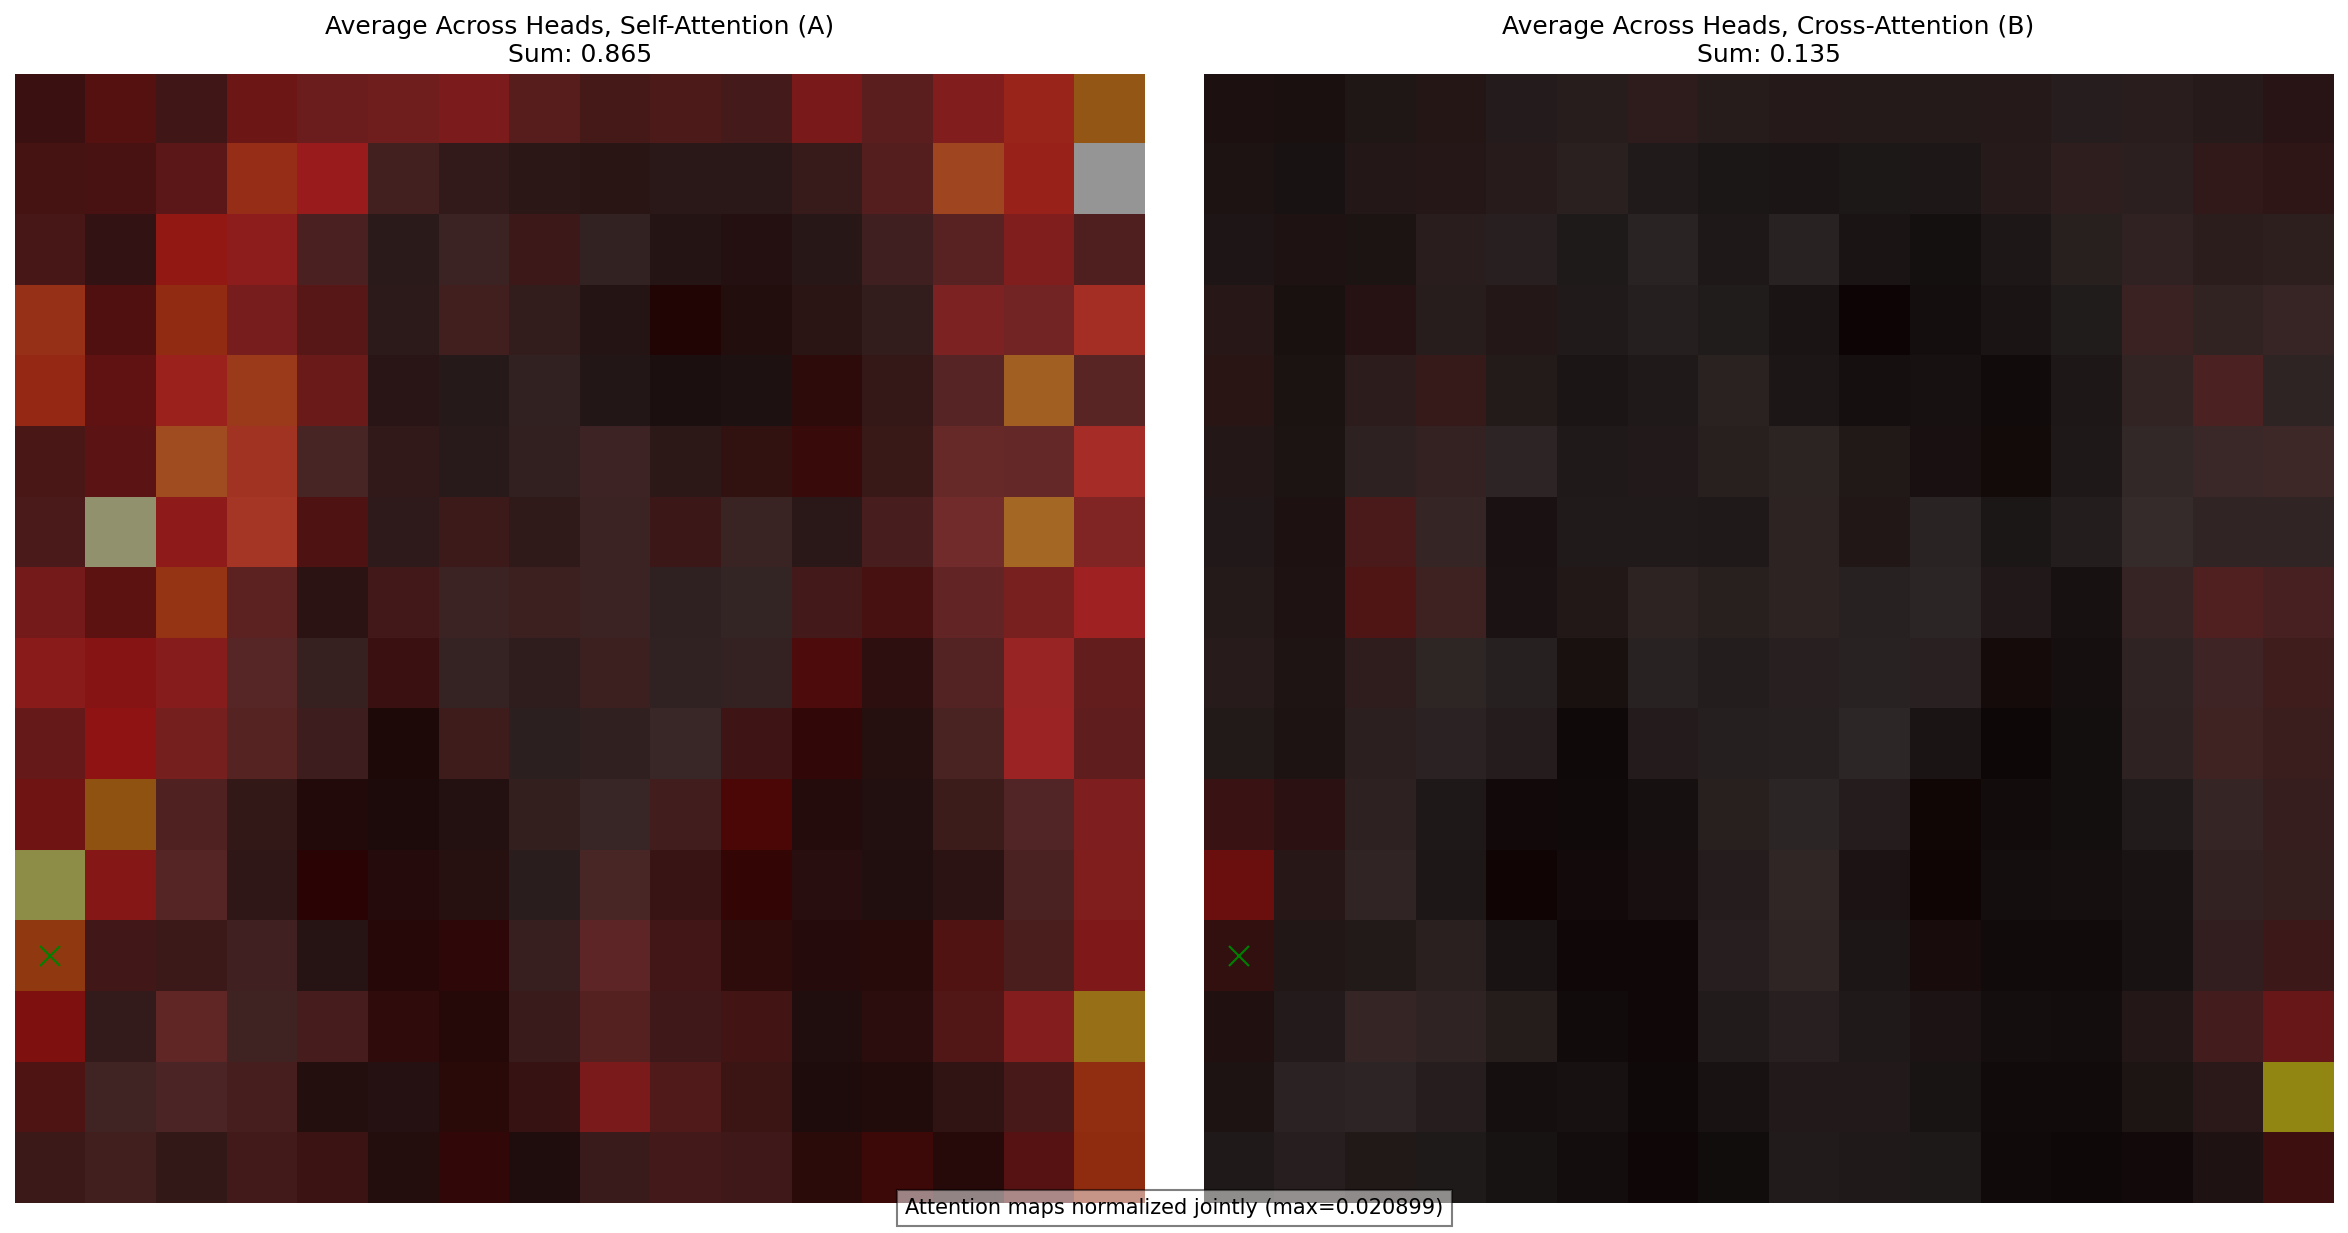 Average Across Heads, Self-Attention (A)
Sum: 0.865
Average Across Heads, Cross-Attention (B)
Sum: 0.135
Attention maps normalized jointly (max=0.020899)